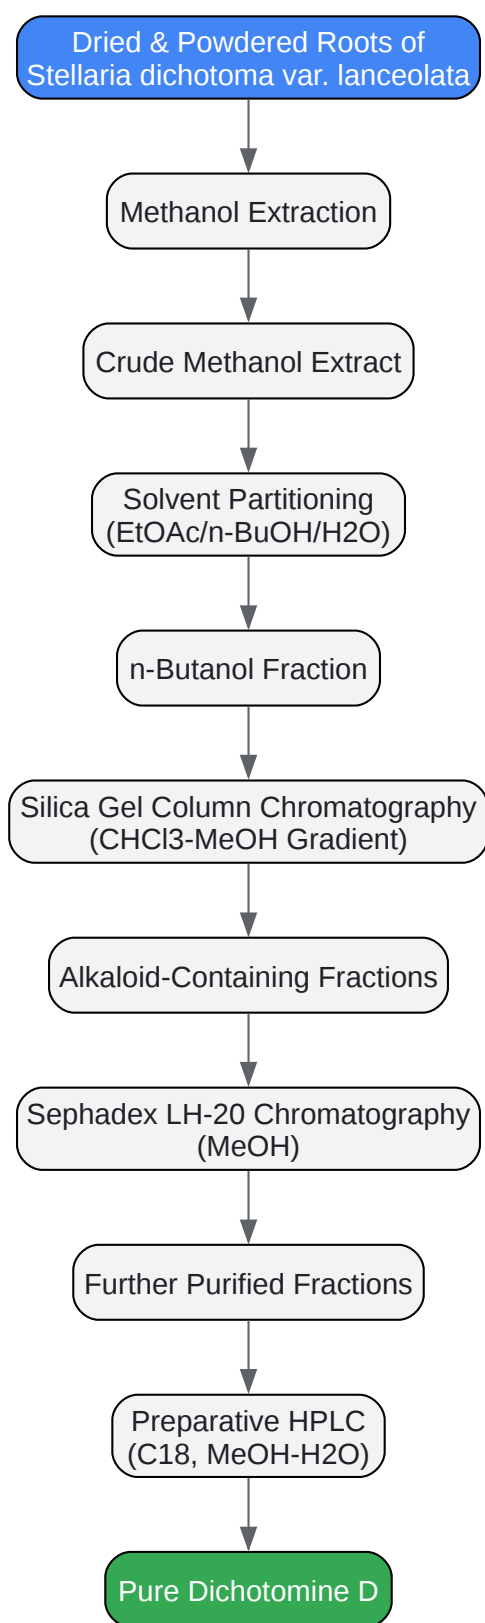 Dried & Powdered Roots of
Stellaria dichotoma var. lanceolata
Methanol Extraction
Crude Methanol Extract
Solvent Partitioning
(EtOAc/n-BuOH/H2O)
n-Butanol Fraction
Silica Gel Column Chromatography
(CHCl3-MeOH Gradient)
Alkaloid-Containing Fractions
Sephadex LH-20 Chromatography
(MeOH)
Further Purified Fractions
Preparative HPLC
(C18, MeOH-H2O)
Pure Dichotomine D